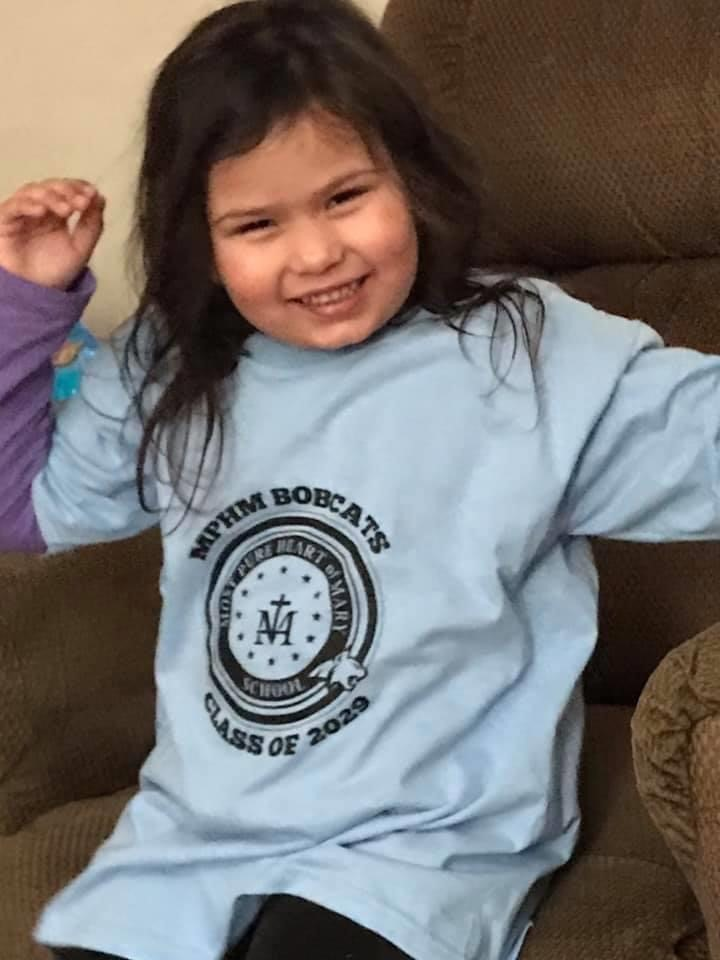 MPHM BOBCATS
MOST PURE HEART of MARY
SCHOOL
CLASS OF 2029